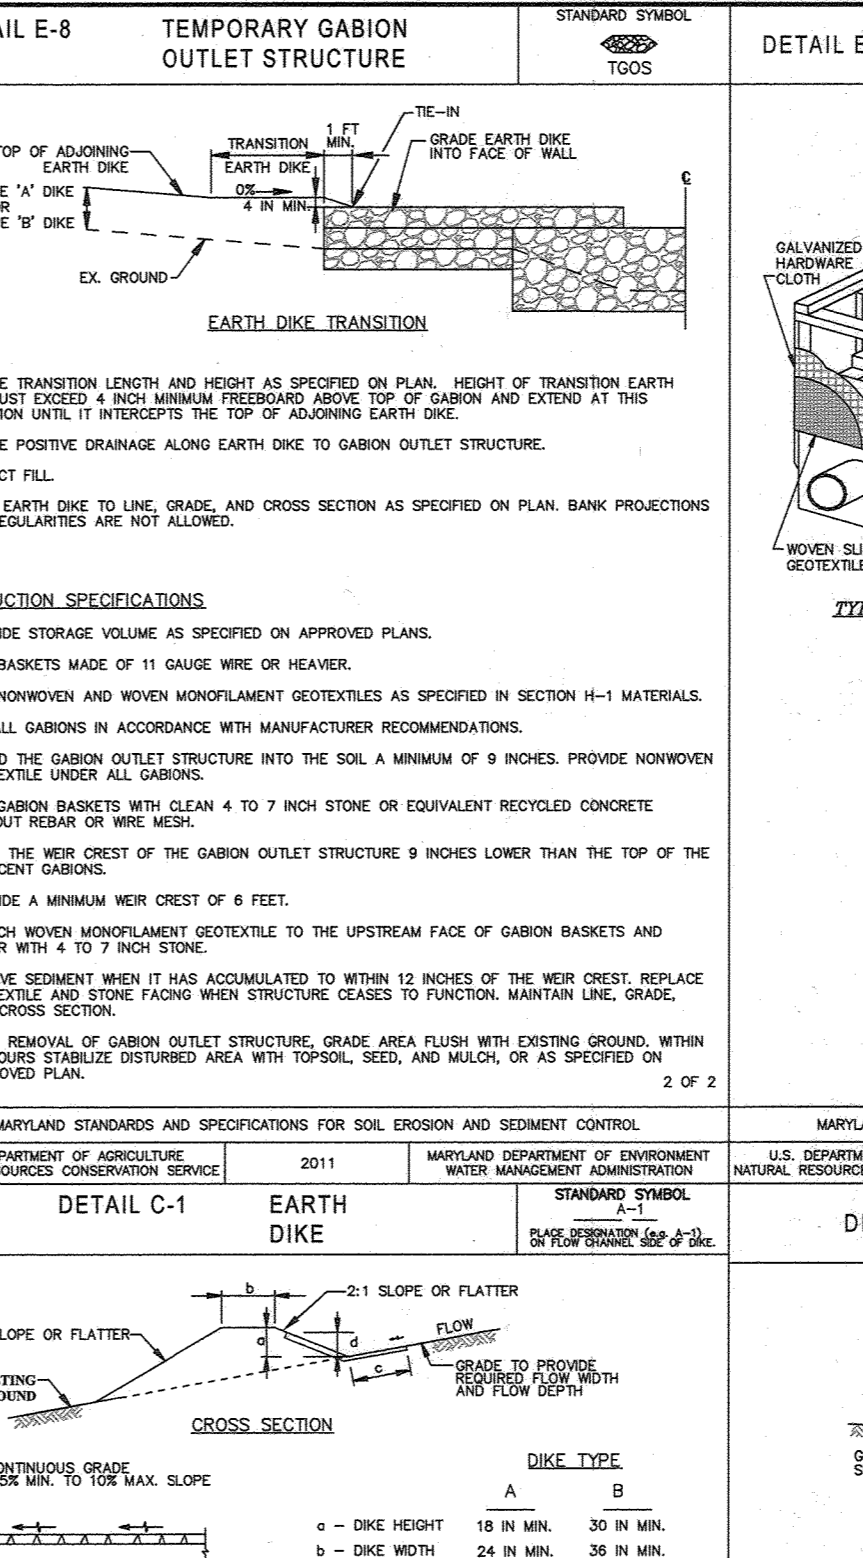 AIL E-8
TEMPORARY GABION
OUTLET STRUCTURE
STANDARD SYMBOL
TGOS
DETAIL E
TIE-IN
1 FT
MIN.
TRANSITION
GRADE EARTH DIKE
INTO FACE OF WALL
TOP OF ADJOINING
EARTH DIKE
EARTH DIKE
0%
4 IN MIN.
E 'A' DIKE
OR
E 'B' DIKE
EX. GROUND
EARTH DIKE TRANSITION
E TRANSITION LENGTH AND HEIGHT AS SPECIFIED ON PLAN. HEIGHT OF TRANSITION EARTH
UST EXCEED 4 INCH MINIMUM FREEBOARD ABOVE TOP OF GABION AND EXTEND AT THIS
ION UNTIL IT INTERCEPTS THE TOP OF ADJOINING EARTH DIKE.
E POSITIVE DRAINAGE ALONG EARTH DIKE TO GABION OUTLET STRUCTURE.
CT FILL.
EARTH DIKE TO LINE, GRADE, AND CROSS SECTION AS SPECIFIED ON PLAN. BANK PROJECTIONS
EGULARITIES ARE NOT ALLOWED.
UCTION SPECIFICATIONS
IDE STORAGE VOLUME AS SPECIFIED ON APPROVED PLANS.
BASKETS MADE OF 11 GAUGE WIRE OR HEAVIER.
NONWOVEN AND WOVEN MONOFILAMENT GEOTEXTILES AS SPECIFIED IN SECTION H-1 MATERIALS.
ALL GABIONS IN ACCORDANCE WITH MANUFACTURER RECOMMENDATIONS.
D THE GABION OUTLET STRUCTURE INTO THE SOIL A MINIMUM OF 9 INCHES. PROVIDE NONWOVEN
EXTILE UNDER ALL GABIONS.
GABION BASKETS WITH CLEAN 4 TO 7 INCH STONE OR EQUIVALENT RECYCLED CONCRETE
OUT REBAR OR WIRE MESH.
THE WEIR CREST OF THE GABION OUTLET STRUCTURE 9 INCHES LOWER THAN THE TOP OF THE
CENT GABIONS.
IDE A MINIMUM WEIR CREST OF 6 FEET.
CH WOVEN MONOFILAMENT GEOTEXTILE TO THE UPSTREAM FACE OF GABION BASKETS AND
R WITH 4 TO 7 INCH STONE.
VE SEDIMENT WHEN IT HAS ACCUMULATED TO WITHIN 12 INCHES OF THE WEIR CREST. REPLACE
EXTILE AND STONE FACING WHEN STRUCTURE CEASES TO FUNCTION. MAINTAIN LINE, GRADE,
CROSS SECTION.
REMOVAL OF GABION OUTLET STRUCTURE, GRADE AREA FLUSH WITH EXISTING GROUND. WITHIN
OURS STABILIZE DISTURBED AREA WITH TOPSOIL, SEED, AND MULCH, OR AS SPECIFIED ON
OVED PLAN.
2 OF 2
MARYLAND STANDARDS AND SPECIFICATIONS FOR SOIL EROSION AND SEDIMENT CONTROL
PARTMENT OF AGRICULTURE
OURCES CONSERVATION SERVICE
2011
MARYLAND DEPARTMENT OF ENVIRONMENT
WATER MANAGEMENT ADMINISTRATION
GALVANIZED
HARDWARE
CLOTH
WOVEN SLI
GEOTEXTILE
TYP
MARYLA
U.S. DEPARTM
NATURAL RESOURCE
DETAIL C-1
EARTH
DIKE
STANDARD SYMBOL
A-1
PLACE DESIGNATION (e.g. A-1)
ON FLOW CHANNEL SIDE OF DIKE.
b
2:1 SLOPE OR FLATTER
LOPE OR FLATTER
a
d
FLOW
c
TING
OUND
GRADE TO PROVIDE
REQUIRED FLOW WIDTH
AND FLOW DEPTH
CROSS SECTION
ONTINUOUS GRADE
5% MIN. TO 10% MAX. SLOPE
DIKE TYPE
A B
a - DIKE HEIGHT 18 IN MIN. 30 IN MIN.
b - DIKE WIDTH 24 IN MIN. 36 IN MIN.